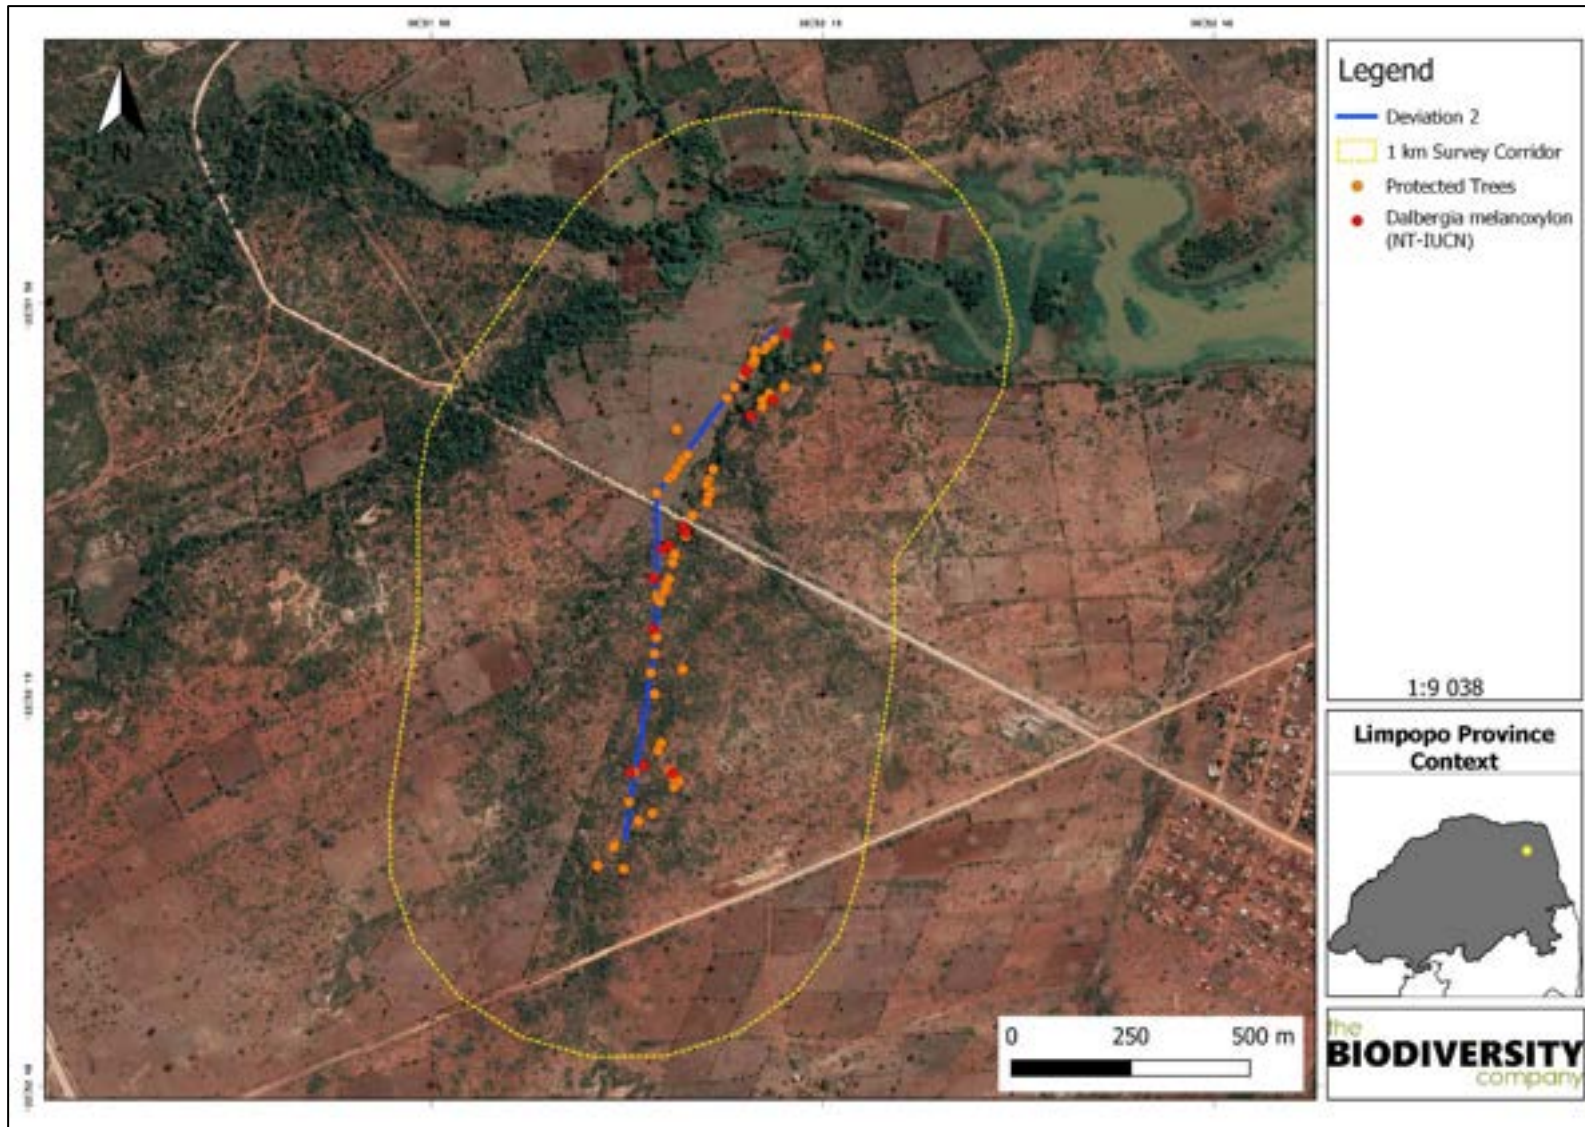 N
Legend
Deviation 2
1 km Survey Corridor
Protected Trees
Dalbergia melanoxylon
(NT-IUCN)
1:9 038
Limpopo Province
Context
0 250 500 m
the
BIODIVERSITY
company